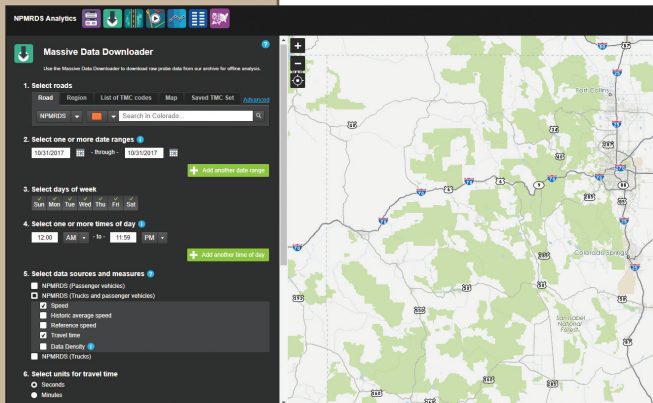 NPMRDS Analytics
Massive Data Downloader
Use the Massive Data Downloader to download raw probe data from our archive for offline analysis.
1. Select roads
Road Region List of TMC codes Map Saved TMC Set Advanced
NPMRDS Search in Colorado...
2. Select one or more date ranges
10/31/2017 - through - 10/31/2017
Add another date range
3. Select days of week
Sun Mon Tue Wed Thu Fri Sat
4. Select one or more times of day
12:00 AM - to - 11:59 PM
Add another time of day
5. Select data sources and measures
NPMRDS (Passenger vehicles)
NPMRDS (Trucks and passenger vehicles)
Speed
Historic average speed
Reference speed
Travel time
Data Density
NPMRDS (Trucks)
6. Select units for travel time
Seconds
Minutes
Fort Collins
Colorado Springs
San Isabel
National
Forest